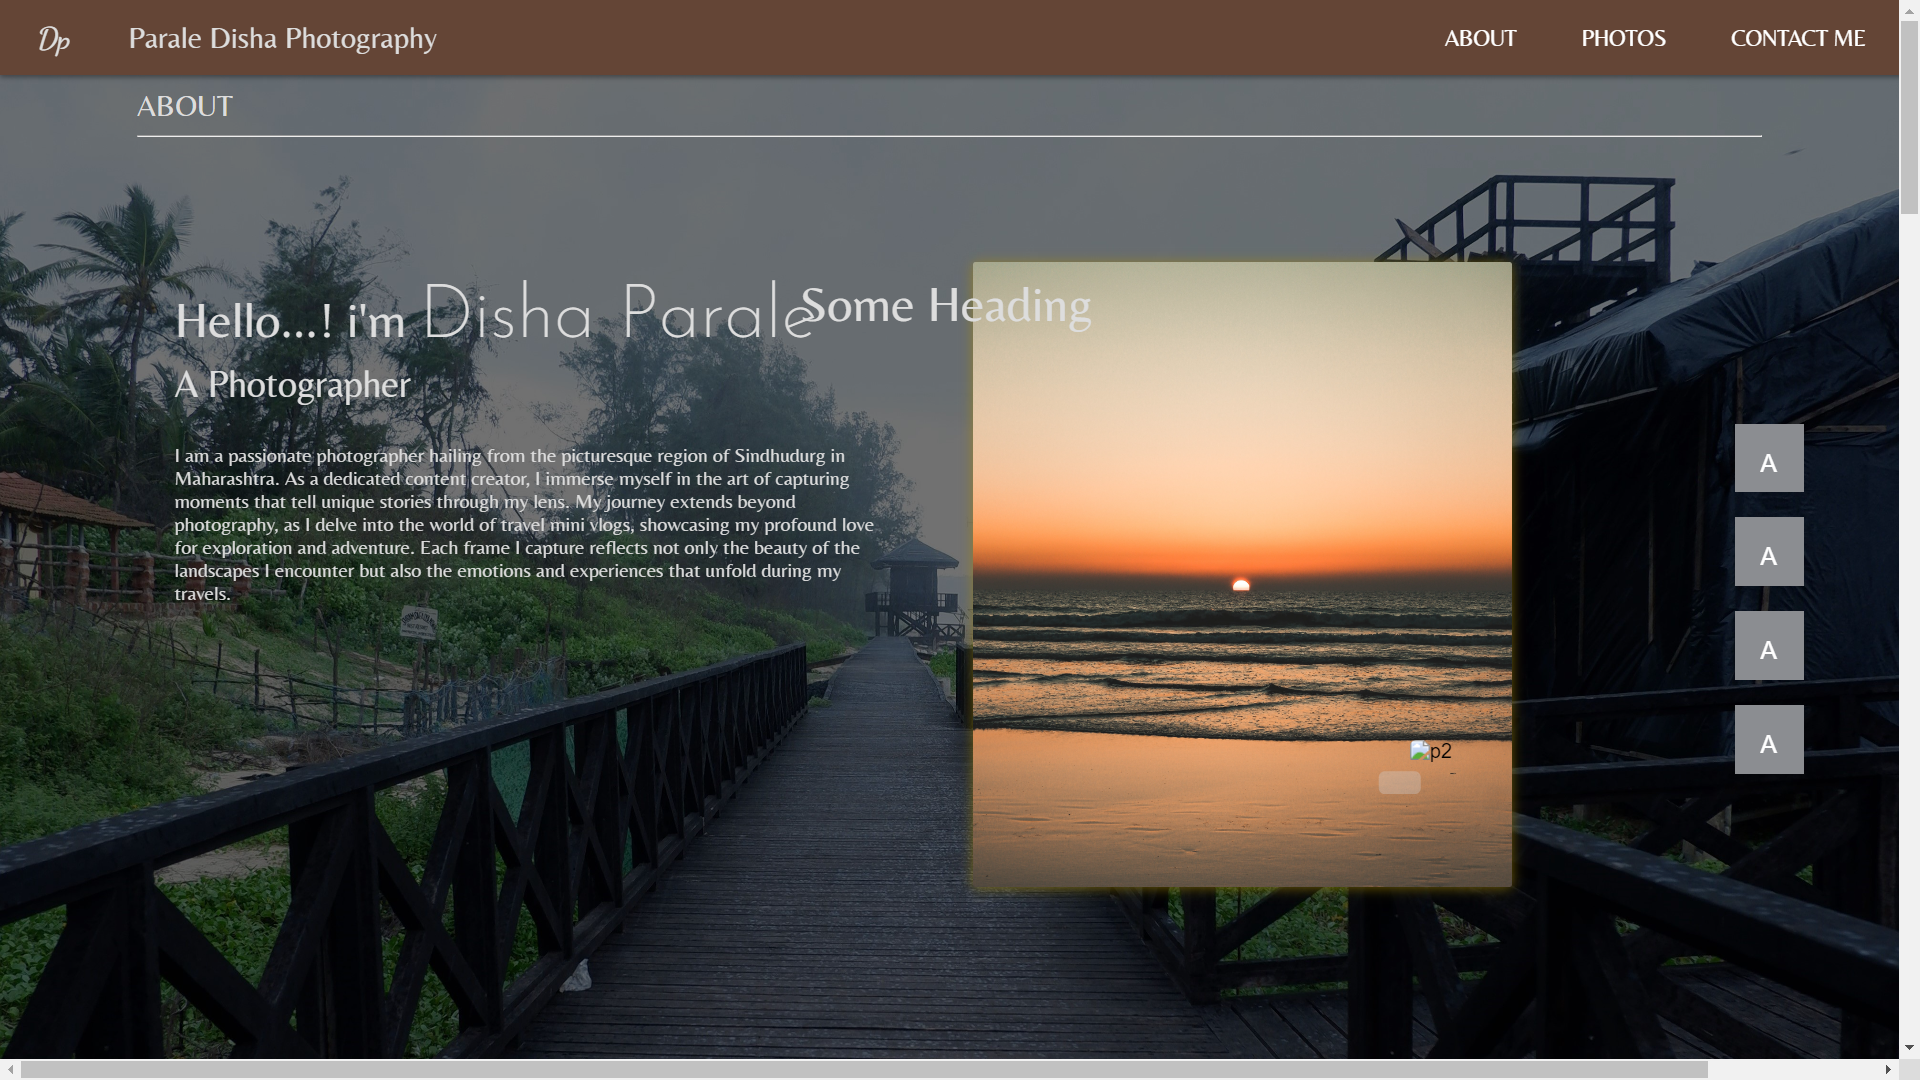 Dp
Parale Disha Photography
ABOUT
PHOTOS
CONTACT ME
ABOUT
Hello...! i'm Disha Parale
Some Heading
A Photographer
I am a passionate photographer hailing from the picturesque region of Sindhudurg in
Maharashtra. As a dedicated content creator, I immerse myself in the art of capturing
moments that tell unique stories through my lens. My journey extends beyond
photography, as I delve into the world of travel mini vlogs, showcasing my profound love
for exploration and adventure. Each frame I capture reflects not only the beauty of the
landscapes I encounter but also the emotions and experiences that unfold during my
travels.
A
A
A
A
p2